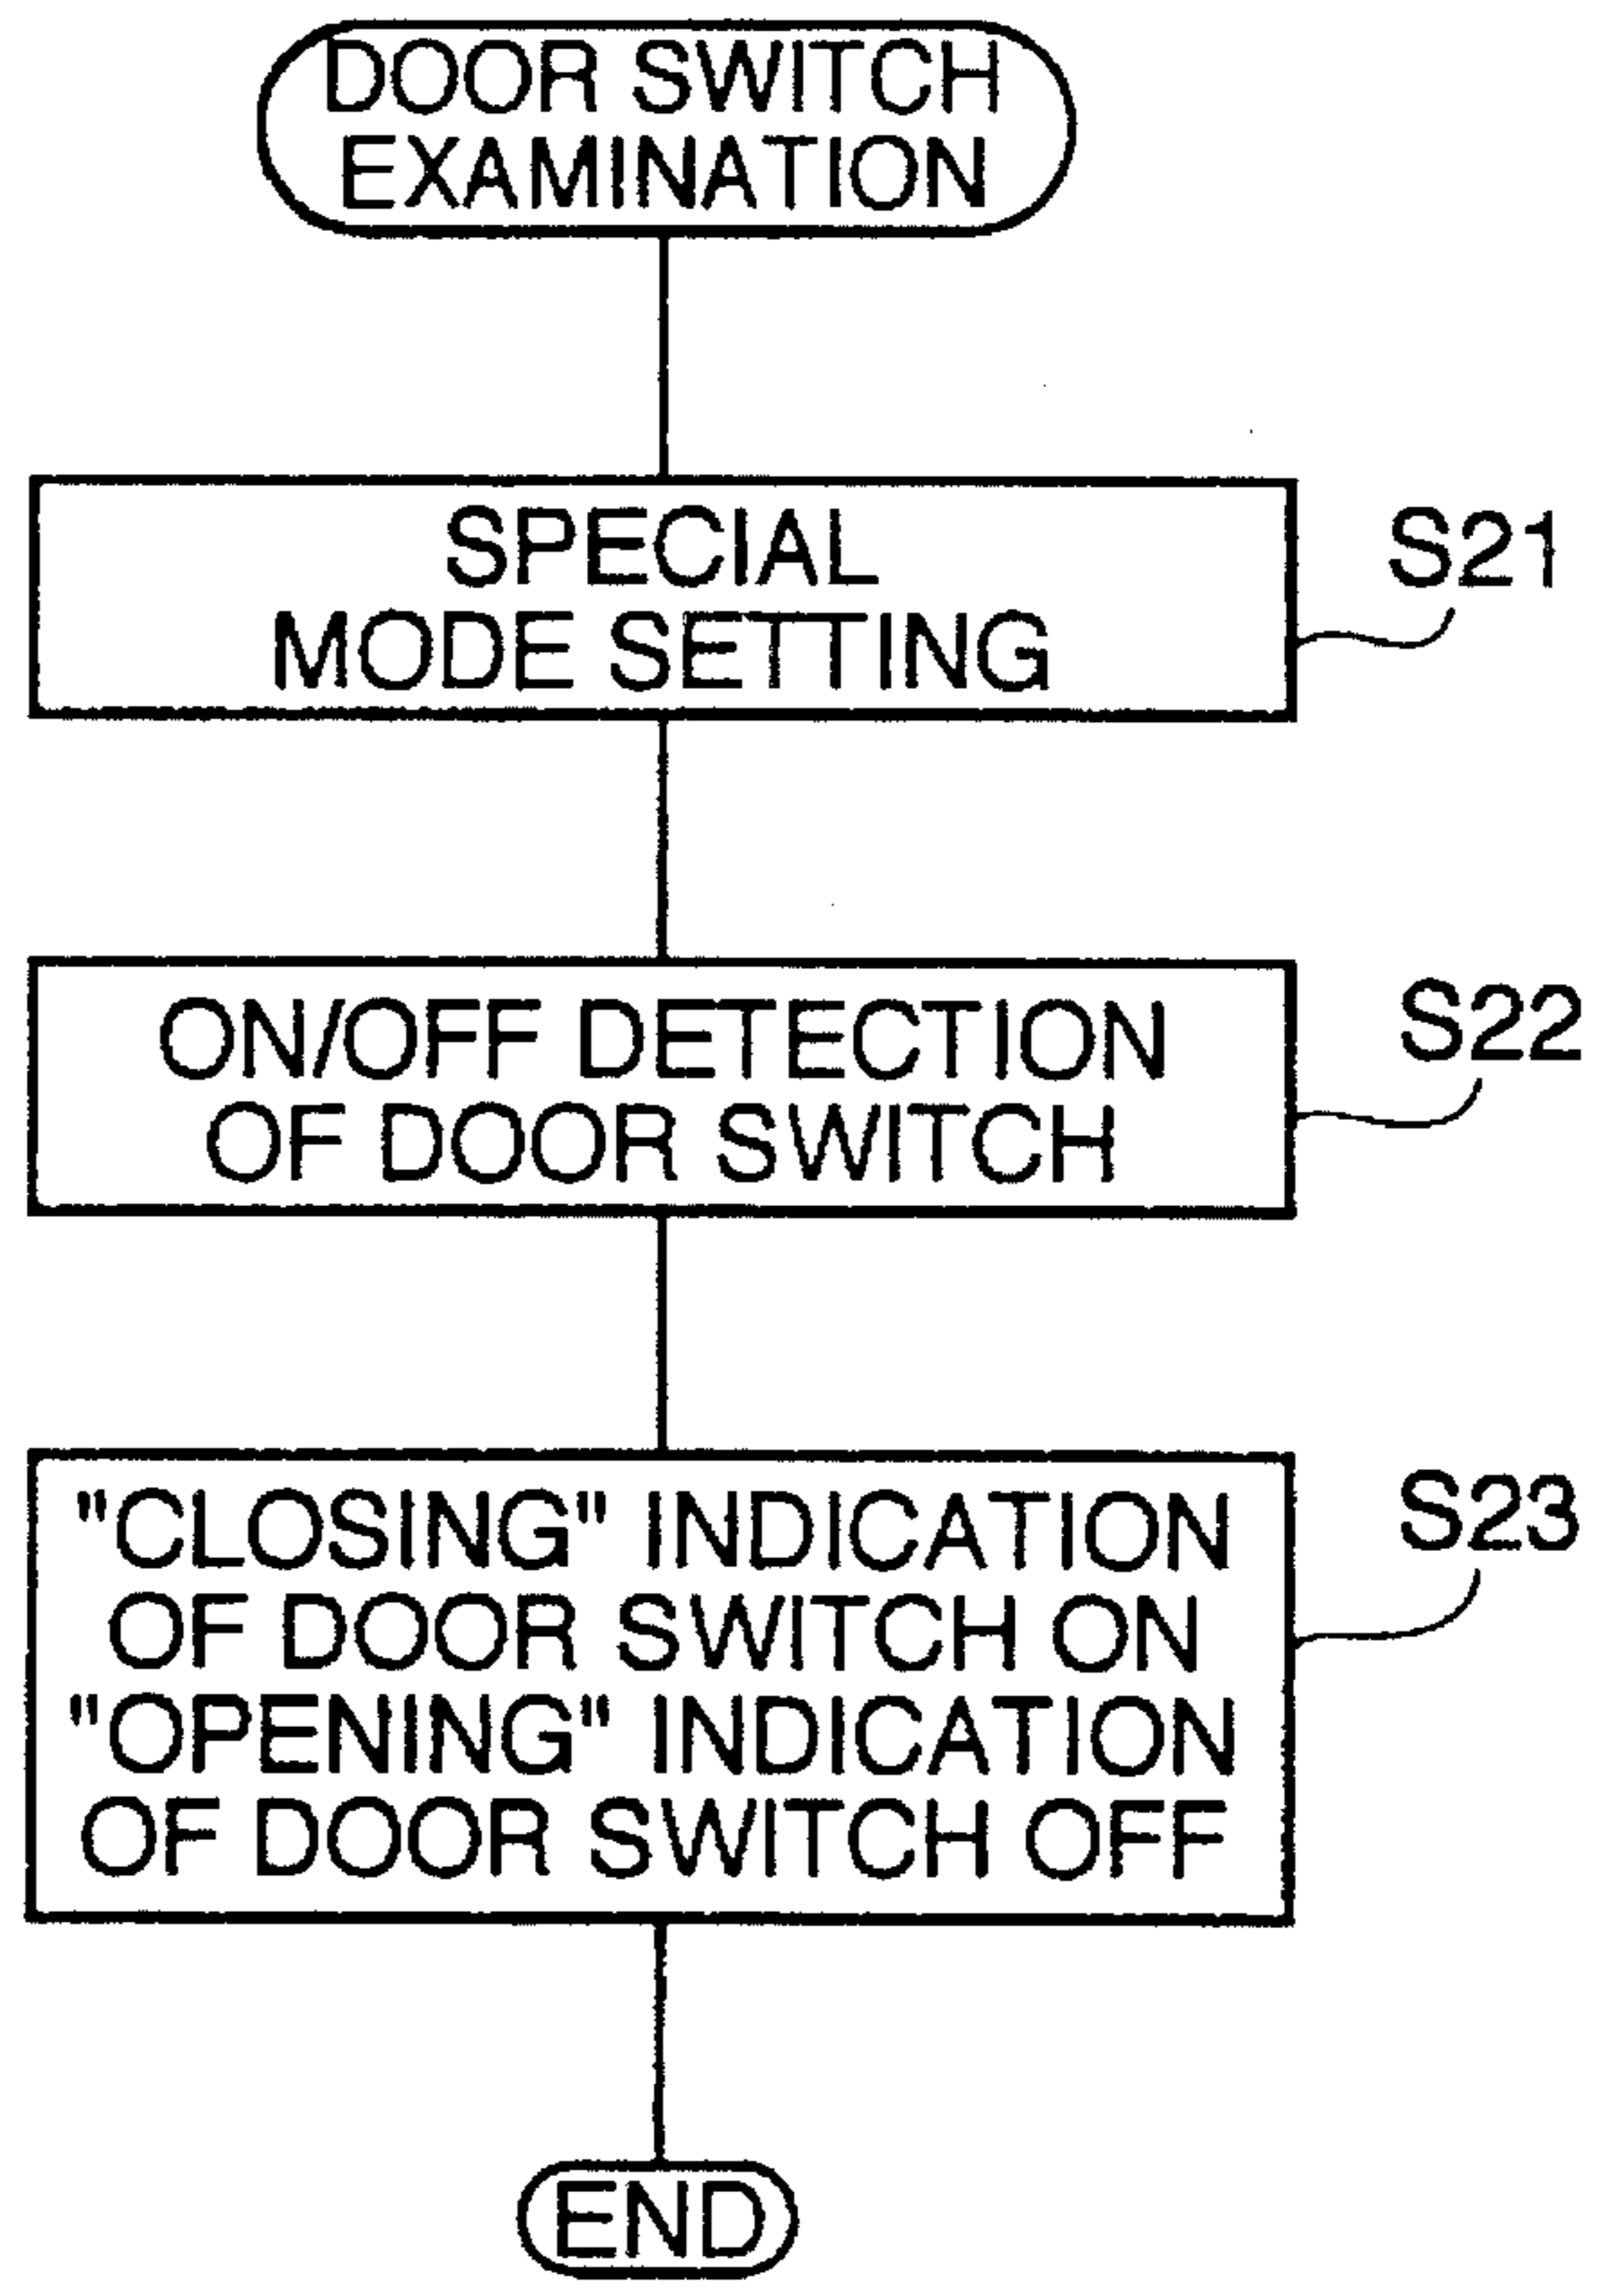 DOOR SWITCH
EXAMINATION
SPECIAL
MODE SETTING
S21
ON/OFF DETECTION
OF DOOR SWITCH
S22
"CLOSING" INDICATION
OF DOOR SWITCH ON
"OPENING" INDICATION
OF DOOR SWITCH OFF
S23
END